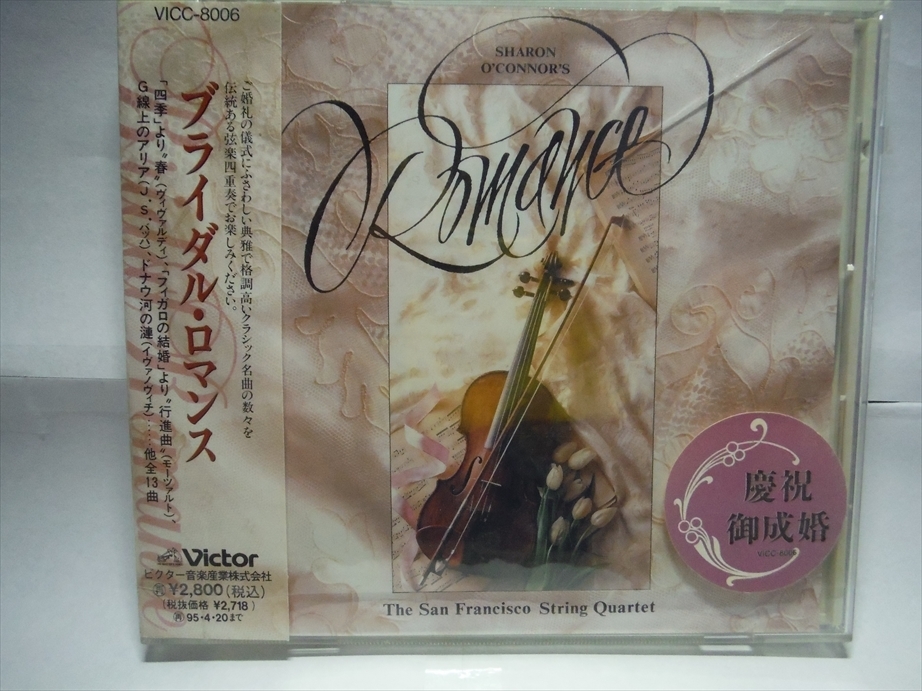 VICC-8006
ブライダル・ロマンス
ご婚礼の儀式にふさわしい典雅で格調高いクラシック名曲の数々を
伝統ある弦楽四重奏でお楽しみください。
「四季」より〝春〟(ヴィヴァルディ)、「フィガロの結婚」より〝行進曲〟(モーツァルト)、
G線上のアリア(J.S.バッハ)、ドナウ河の漣(イヴァノヴィチ)……他全13曲
Victor
ビクター音楽産業株式会社
再¥2,800(税込)
(税抜価格 ¥2,718)
再95・4・20まで
SHARON
O'CONNOR'S
Romance
The San Francisco String Quartet
慶祝
御成婚
VICC-8006